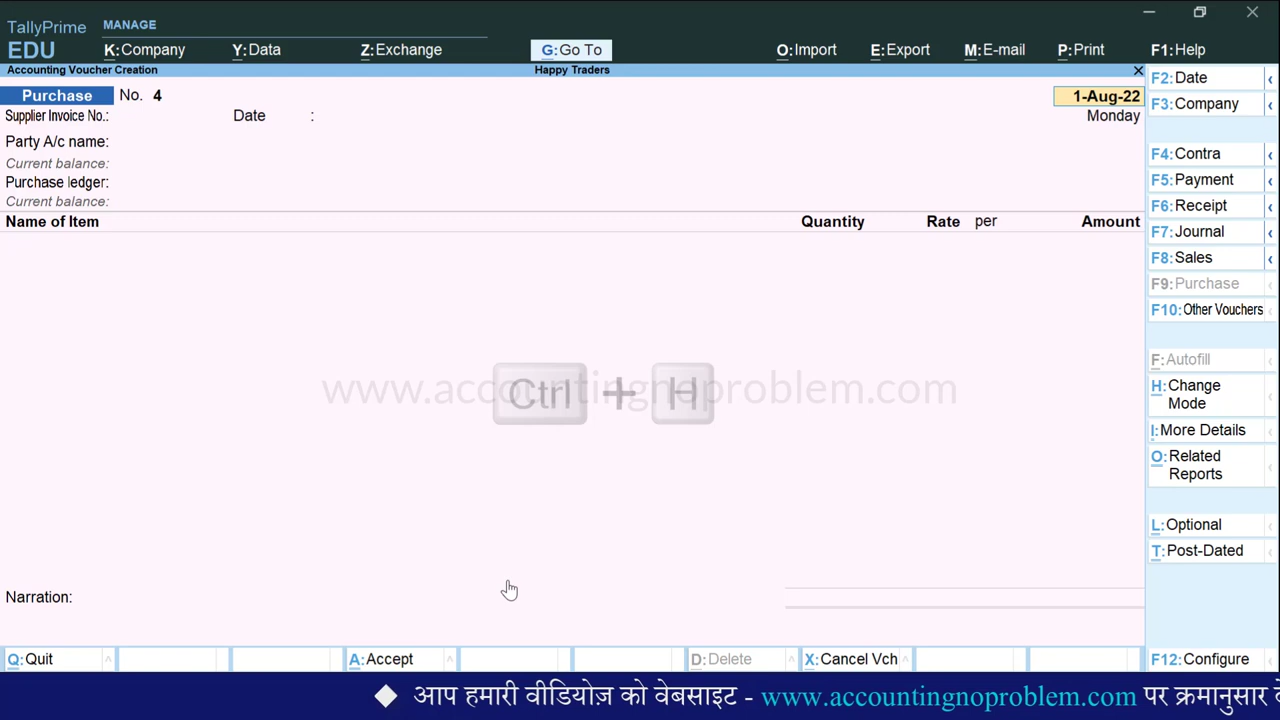 TallyPrime MANAGE
EDU K:Company Y:Data Z:Exchange G:Go To O:Import E:Export M:E-mail P:Print F1:Help
Accounting Voucher Creation Happy Traders
Purchase No. 4 1-Aug-22
Supplier Invoice No.: Date : Monday
Party A/c name:
Current balance:
Purchase ledger:
Current balance:
Name of Item Quantity Rate per Amount
www.accountingnoproblem.com
Ctrl + H
Narration:
F2:Date
F3:Company
F4:Contra
F5:Payment
F6:Receipt
F7:Journal
F8:Sales
F9:Purchase
F10:Other Vouchers
F:Autofill
H:Change
Mode
I:More Details
O:Related
Reports
L:Optional
T:Post-Dated
Q:Quit A:Accept D:Delete X:Cancel Vch F12:Configure
◆ आप हमारी वीडियोज़ को वेबसाइट - www.accountingnoproblem.com पर क्रमानुसार